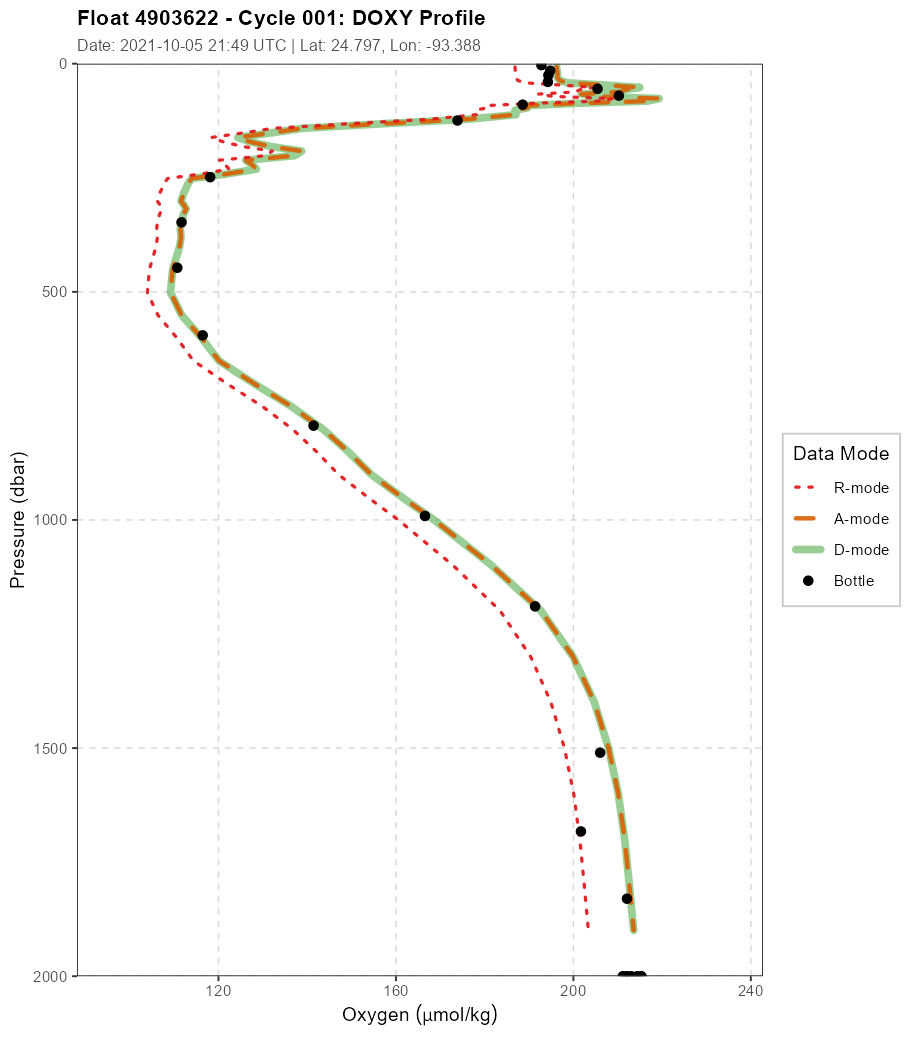 Float 4903622 - Cycle 001: DOXY Profile
Date: 2021-10-05 21:49 UTC | Lat: 24.797, Lon: -93.388
0
500
1000
1500
2000
Pressure (dbar)
120
160
200
240
Oxygen (μmol/kg)
Data Mode
R-mode
A-mode
D-mode
Bottle